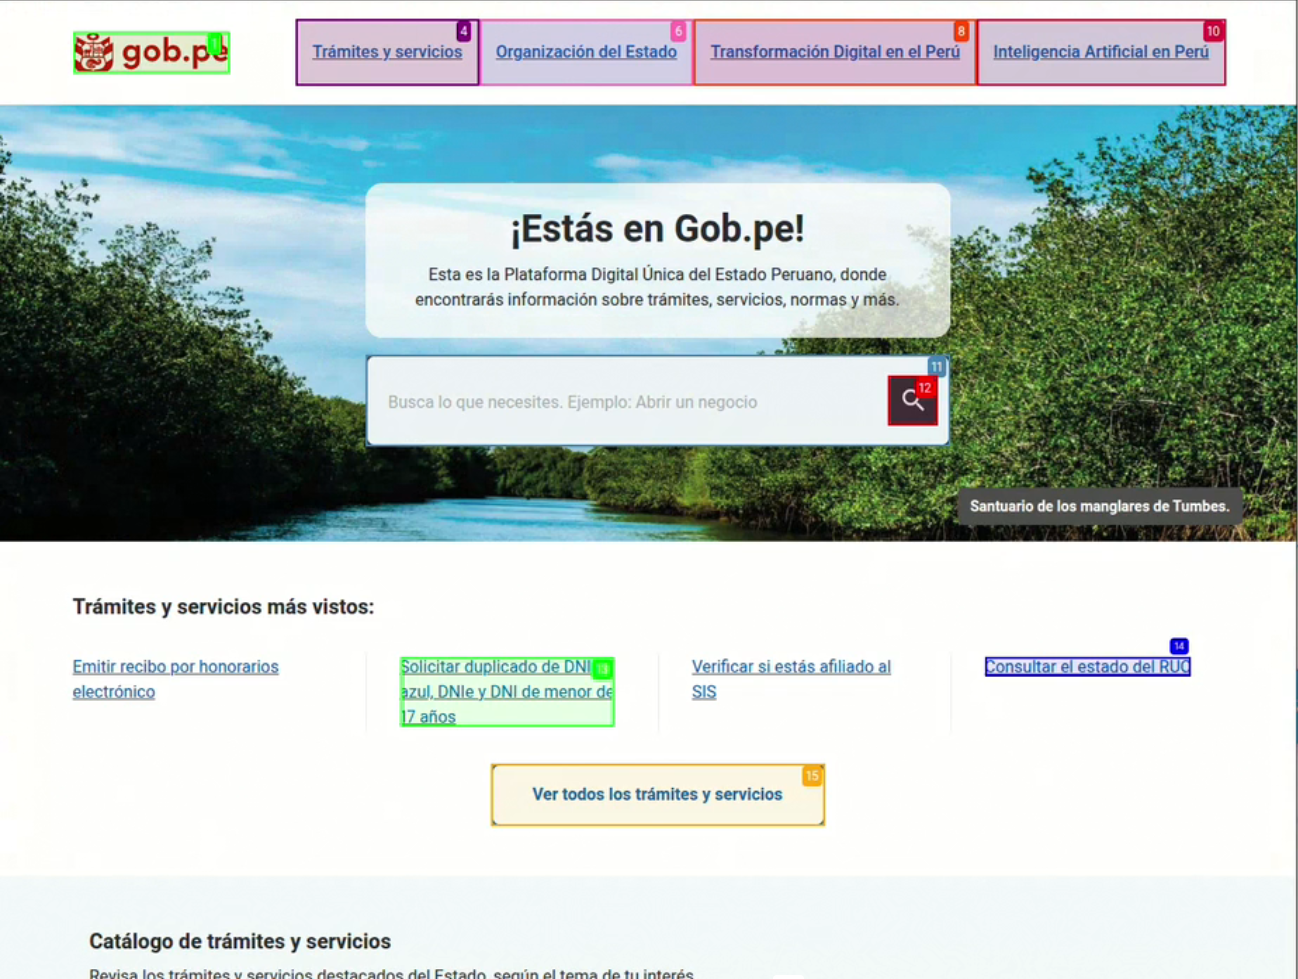 gob.pe
Trámites y servicios
4
Organización del Estado
6
Transformación Digital en el Perú
8
Inteligencia Artificial en Perú
10
¡Estás en Gob.pe!
Esta es la Plataforma Digital Única del Estado Peruano, donde
encontrarás información sobre trámites, servicios, normas y más.
11
Busca lo que necesites. Ejemplo: Abrir un negocio
12
Santuario de los manglares de Tumbes.
Trámites y servicios más vistos:
Emitir recibo por honorarios
electrónico
Solicitar duplicado de DNI
azul, DNIe y DNI de menor de
17 años
13
Verificar si estás afiliado al
SIS
14
Consultar el estado del RUC
15
Ver todos los trámites y servicios
Catálogo de trámites y servicios
Revisa los trámites y servicios destacados del Estado, según el tema de tu interés.